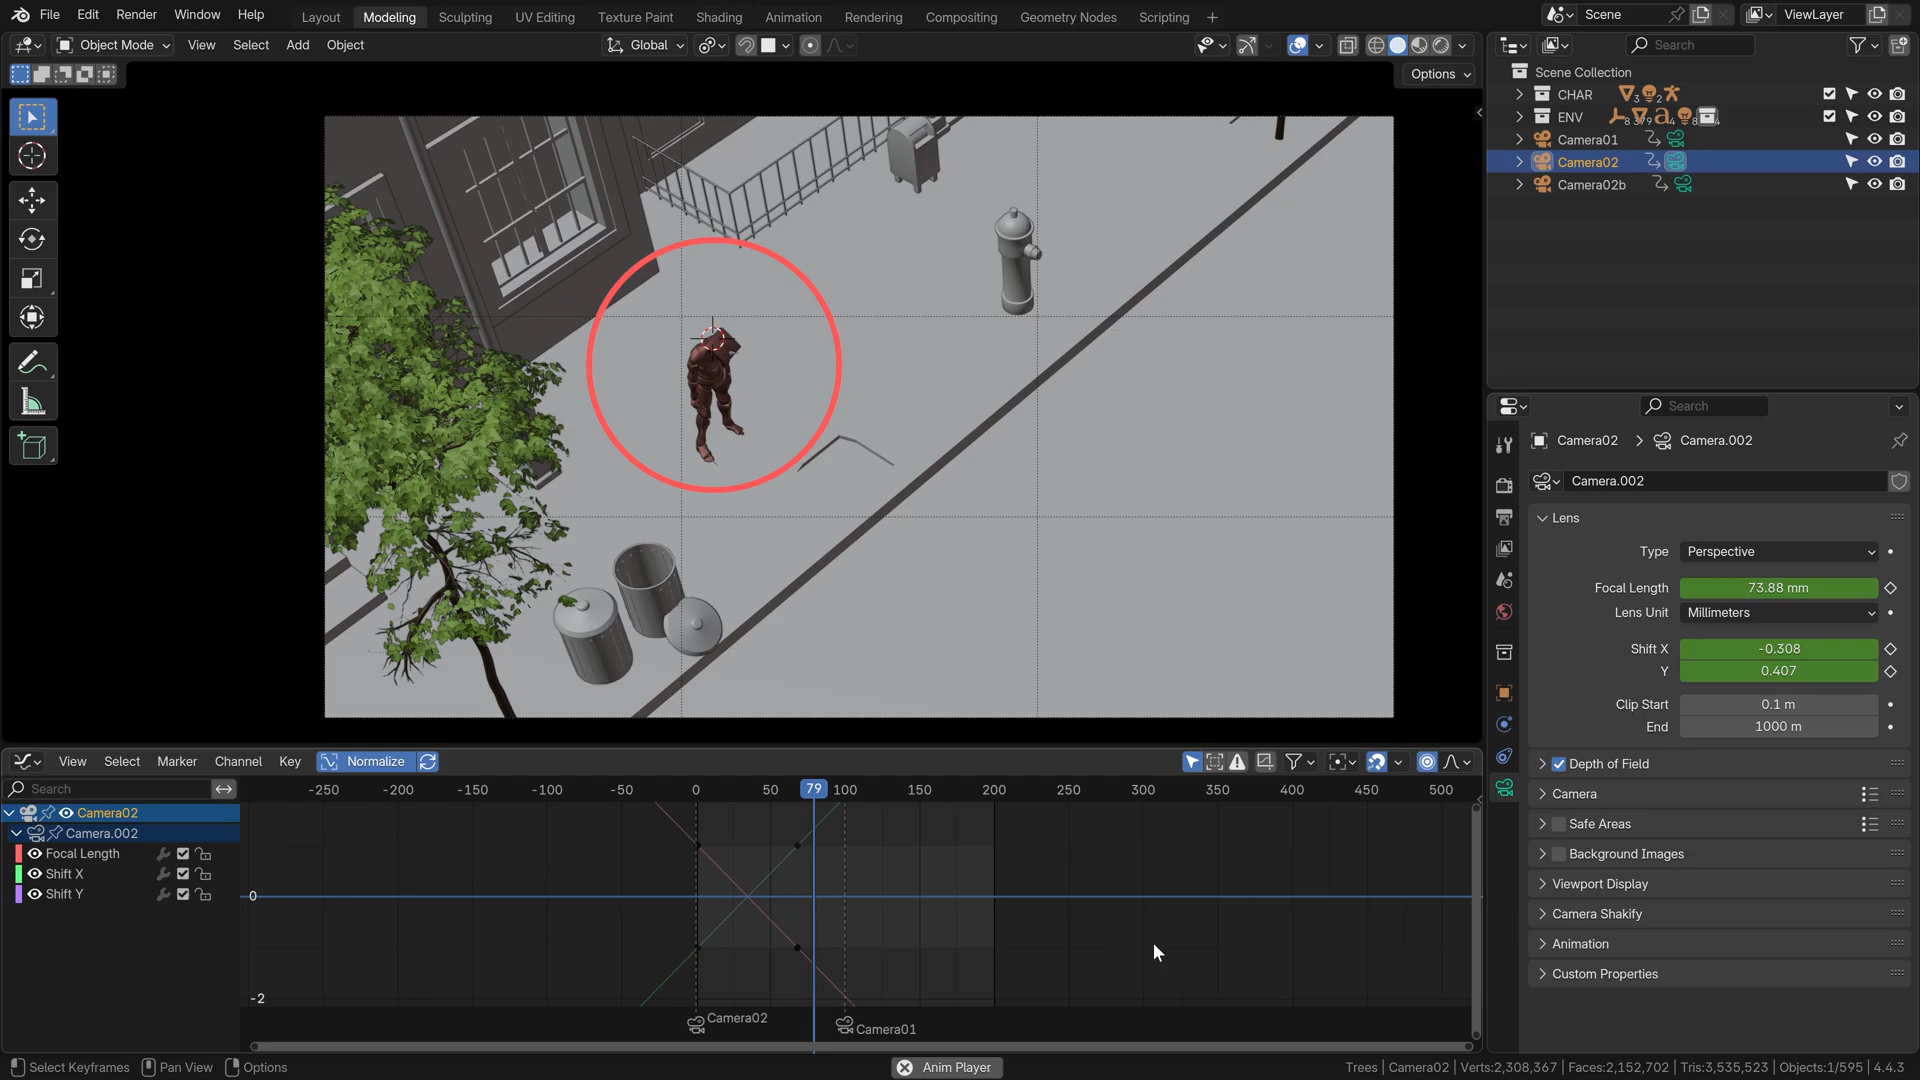 File Edit Render Window Help Layout Modeling Sculpting UV Editing Texture Paint Shading Animation Rendering Compositing Geometry Nodes Scripting + Scene ViewLayer
Object Mode View Select Add Object Global Search
Options
Scene Collection
CHAR 3 2
ENV 8 379 4 8
Camera01
Camera02
Camera02b
Search
Camera02 > Camera.002
Camera.002
Lens
Type Perspective
Focal Length 73.88 mm
Lens Unit Millimeters
Shift X -0.308
Y 0.407
Clip Start 0.1 m
End 1000 m
Depth of Field
Camera
Safe Areas
Background Images
Viewport Display
Camera Shakify
Animation
Custom Properties
View Select Marker Channel Key Normalize
Search
-250 -200 -150 -100 -50 0 50 79 100 150 200 250 300 350 400 450 500
Camera02
Camera.002
Focal Length
Shift X
Shift Y
0
-2
Camera02
Camera01
Select Keyframes Pan View Options Anim Player Trees | Camera02 | Verts:2,308,367 | Faces:2,152,702 | Tris:3,535,523 | Objects:1/595 | 4.4.3